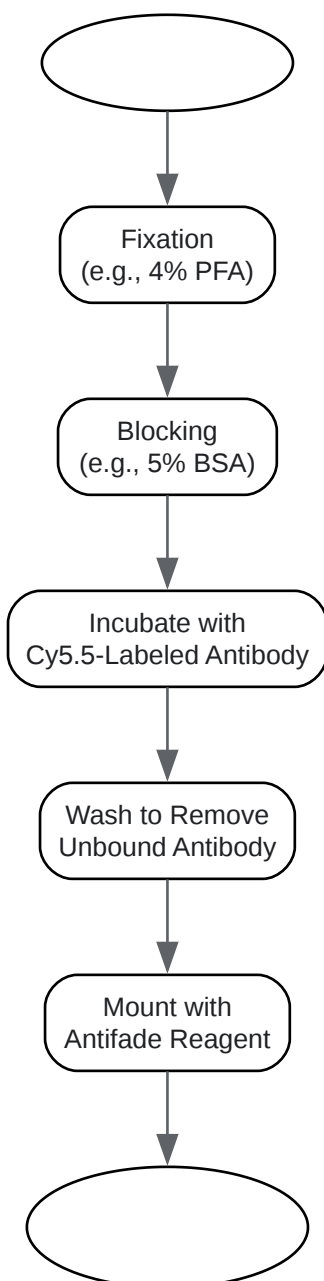 Fixation
(e.g., 4% PFA)
Blocking
(e.g., 5% BSA)
Incubate with
Cy5.5-Labeled Antibody
Wash to Remove
Unbound Antibody
Mount with
Antifade Reagent